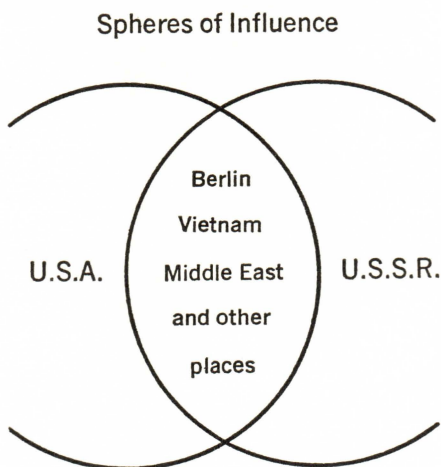 Spheres of Influence
Berlin
Vietnam
U.S.A.
Middle East
U.S.S.R.
and other
places